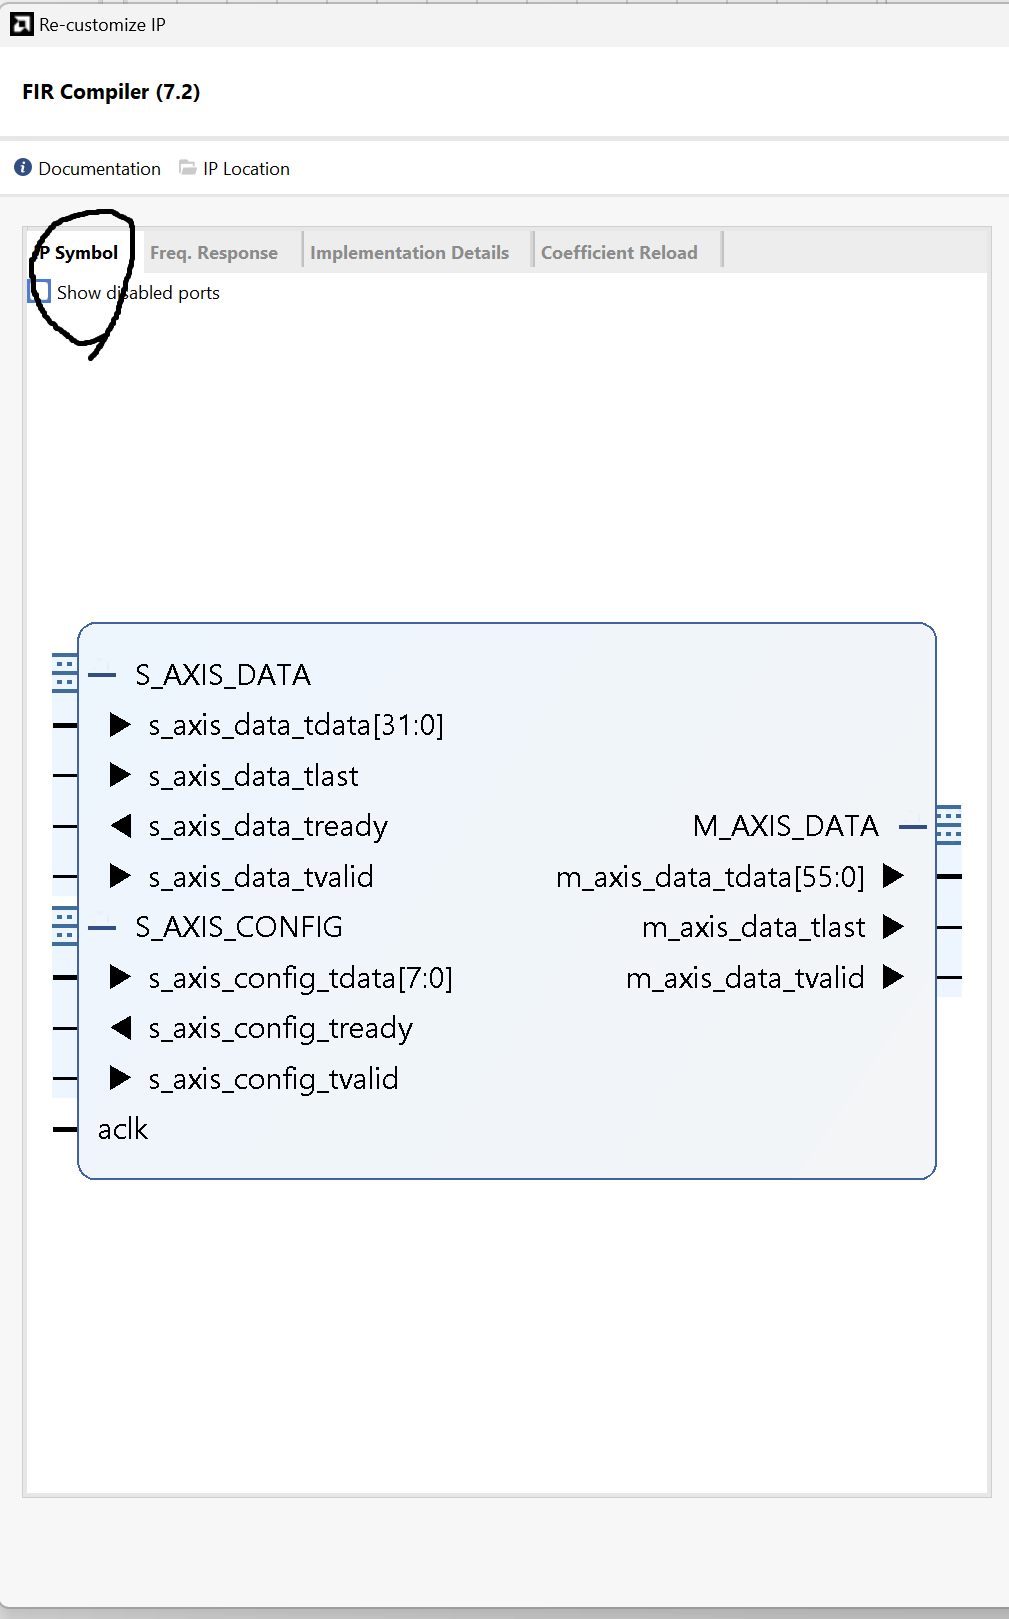 Re-customize IP
FIR Compiler (7.2)
Documentation IP Location
IP Symbol Freq. Response Implementation Details Coefficient Reload
Show disabled ports
S_AXIS_DATA
s_axis_data_tdata[31:0]
s_axis_data_tlast
s_axis_data_tready
s_axis_data_tvalid
S_AXIS_CONFIG
s_axis_config_tdata[7:0]
s_axis_config_tready
s_axis_config_tvalid
aclk
M_AXIS_DATA
m_axis_data_tdata[55:0]
m_axis_data_tlast
m_axis_data_tvalid